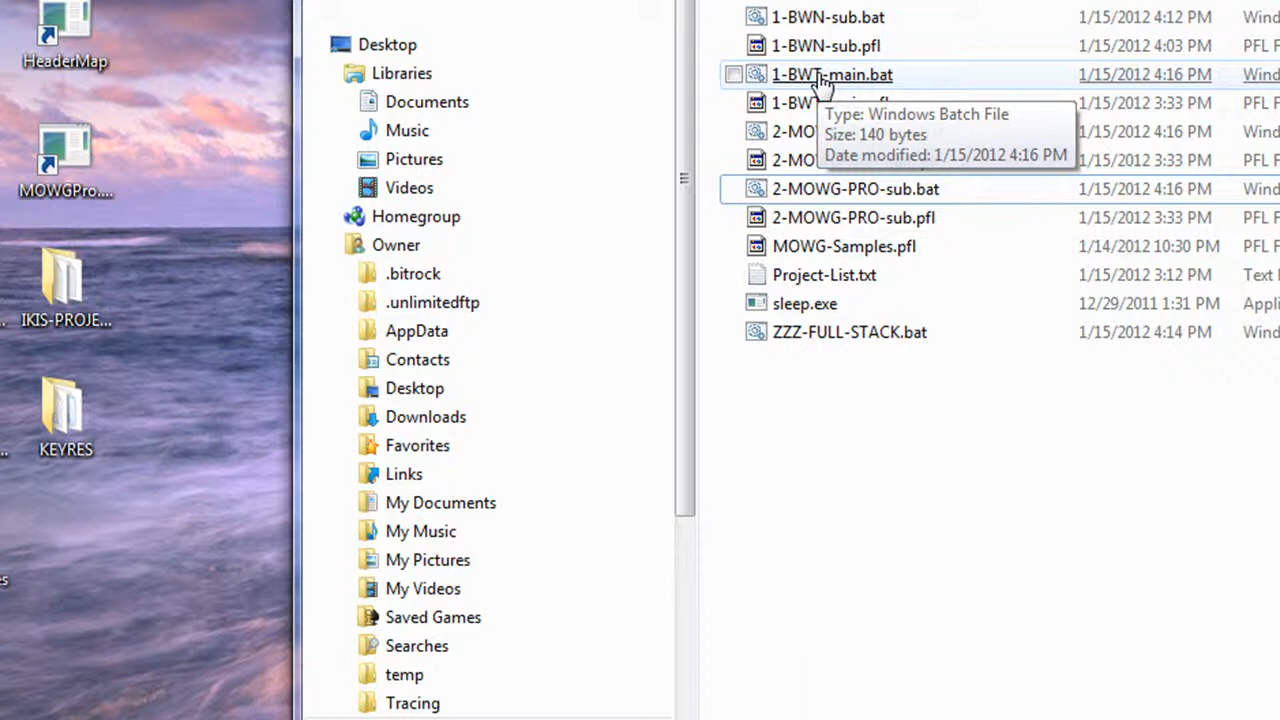 HeaderMap
MOWGPro....
IKIS-PROJE...
KEYRES
Desktop
Libraries
Documents
Music
Pictures
Videos
Homegroup
Owner
.bitrock
.unlimitedftp
AppData
Contacts
Desktop
Downloads
Favorites
Links
My Documents
My Music
My Pictures
My Videos
Saved Games
Searches
temp
Tracing
1-BWN-sub.bat 1/15/2012 4:12 PM Wind
1-BWN-sub.pfl 1/15/2012 4:03 PM PFL F
1-BWT-main.bat 1/15/2012 4:16 PM Wind
1-BWT 1/15/2012 3:33 PM PFL F
2-MO 1/15/2012 4:16 PM Wind
2-MO 1/15/2012 3:33 PM PFL F
Type: Windows Batch File
Size: 140 bytes
Date modified: 1/15/2012 4:16 PM
2-MOWG-PRO-sub.bat 1/15/2012 4:16 PM Wind
2-MOWG-PRO-sub.pfl 1/15/2012 3:33 PM PFL F
MOWG-Samples.pfl 1/14/2012 10:30 PM PFL F
Project-List.txt 1/15/2012 3:12 PM Text
sleep.exe 12/29/2011 1:31 PM Appli
ZZZ-FULL-STACK.bat 1/15/2012 4:14 PM Wind